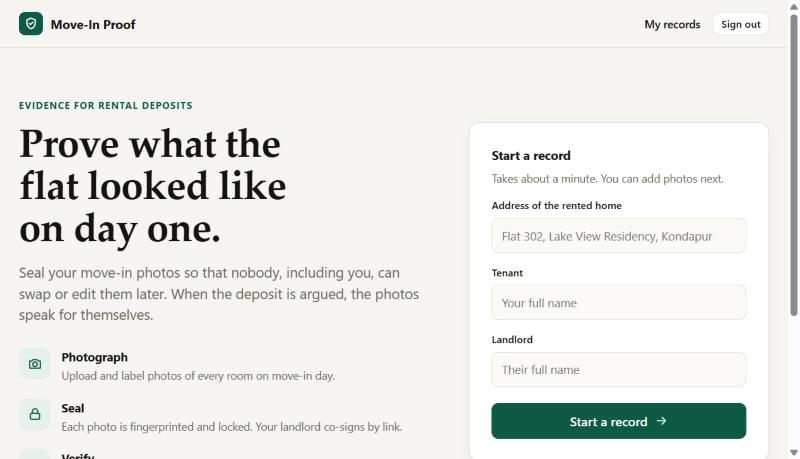 Move-In Proof
My records
Sign out
EVIDENCE FOR RENTAL DEPOSITS
Prove what the
flat looked like
on day one.
Seal your move-in photos so that nobody, including you, can
swap or edit them later. When the deposit is argued, the photos
speak for themselves.
Photograph
Upload and label photos of every room on move-in day.
Seal
Each photo is fingerprinted and locked. Your landlord co-signs by link.
Verify
Start a record
Takes about a minute. You can add photos next.
Address of the rented home
Flat 302, Lake View Residency, Kondapur
Tenant
Your full name
Landlord
Their full name
Start a record →